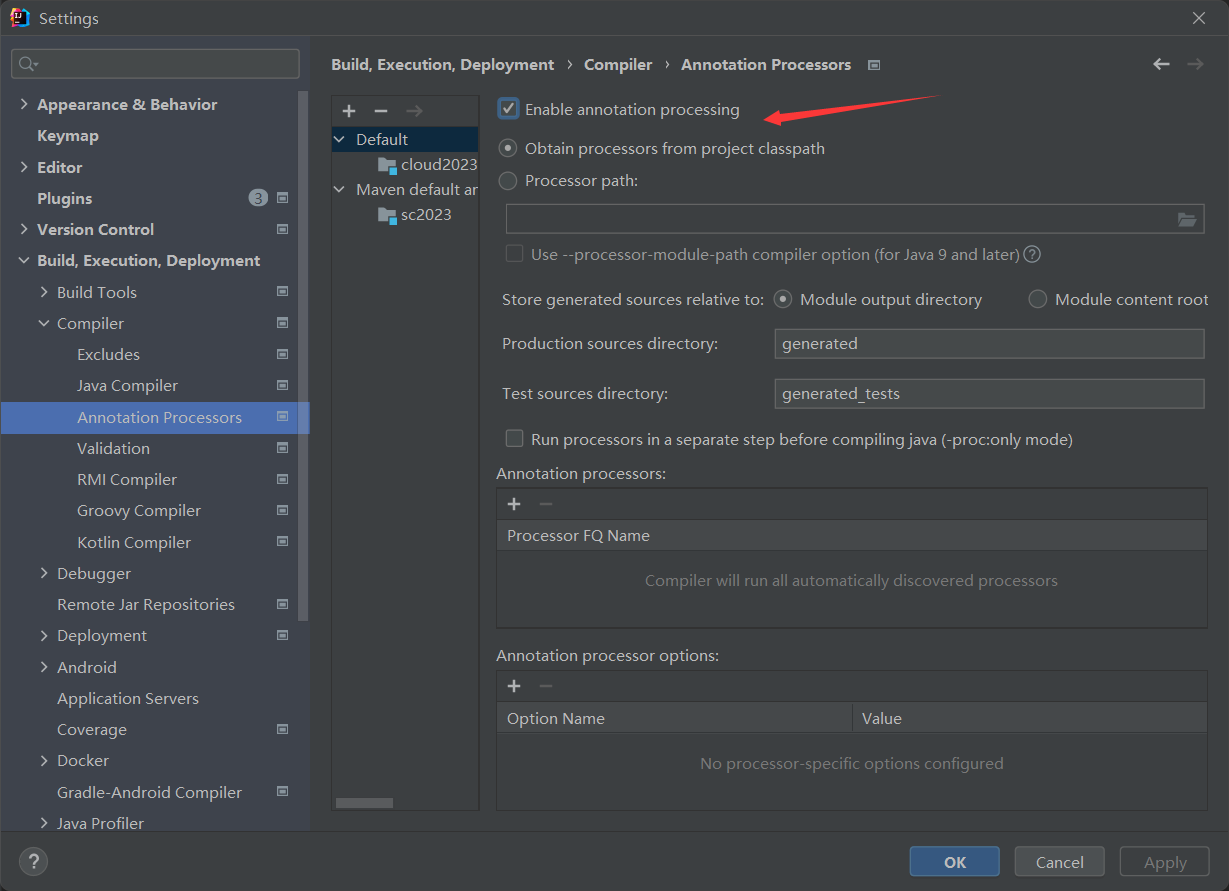 Settings
Appearance & Behavior
Keymap
Editor
Plugins 3
Version Control
Build, Execution, Deployment
Build Tools
Compiler
Excludes
Java Compiler
Annotation Processors
Validation
RMI Compiler
Groovy Compiler
Kotlin Compiler
Debugger
Remote Jar Repositories
Deployment
Android
Application Servers
Coverage
Docker
Gradle-Android Compiler
Java Profiler
Build, Execution, Deployment › Compiler › Annotation Processors
Default
cloud2023
Maven default an
sc2023
Enable annotation processing
Obtain processors from project classpath
Processor path:
Use --processor-module-path compiler option (for Java 9 and later) ?
Store generated sources relative to: Module output directory Module content root
Production sources directory: generated
Test sources directory: generated_tests
Run processors in a separate step before compiling java (-proc:only mode)
Annotation processors:
Processor FQ Name
Compiler will run all automatically discovered processors
Annotation processor options:
Option Name Value
No processor-specific options configured
? OK Cancel Apply